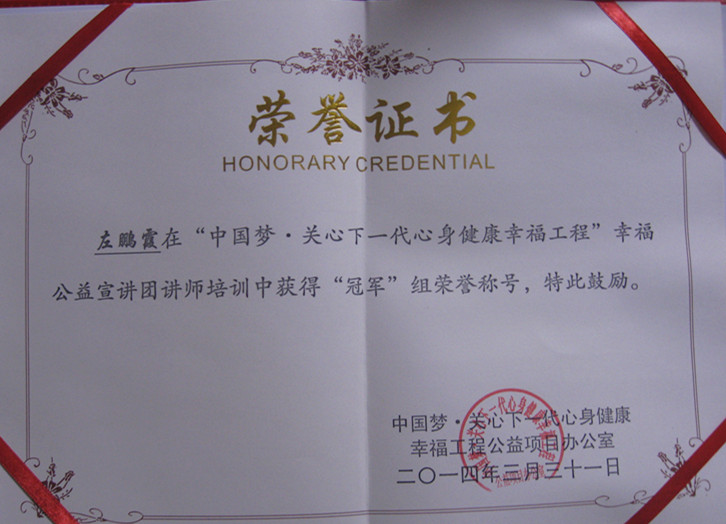 荣誉证书
HONORARY CREDENTIAL
左鹏霞在“中国梦·关心下一代心身健康幸福工程”幸福
公益宣讲团讲师培训中获得“冠军”组荣誉称号，特此鼓励。
中国梦·关心下一代心身健康
幸福工程公益项目办公室
二〇一四年三月三十一日